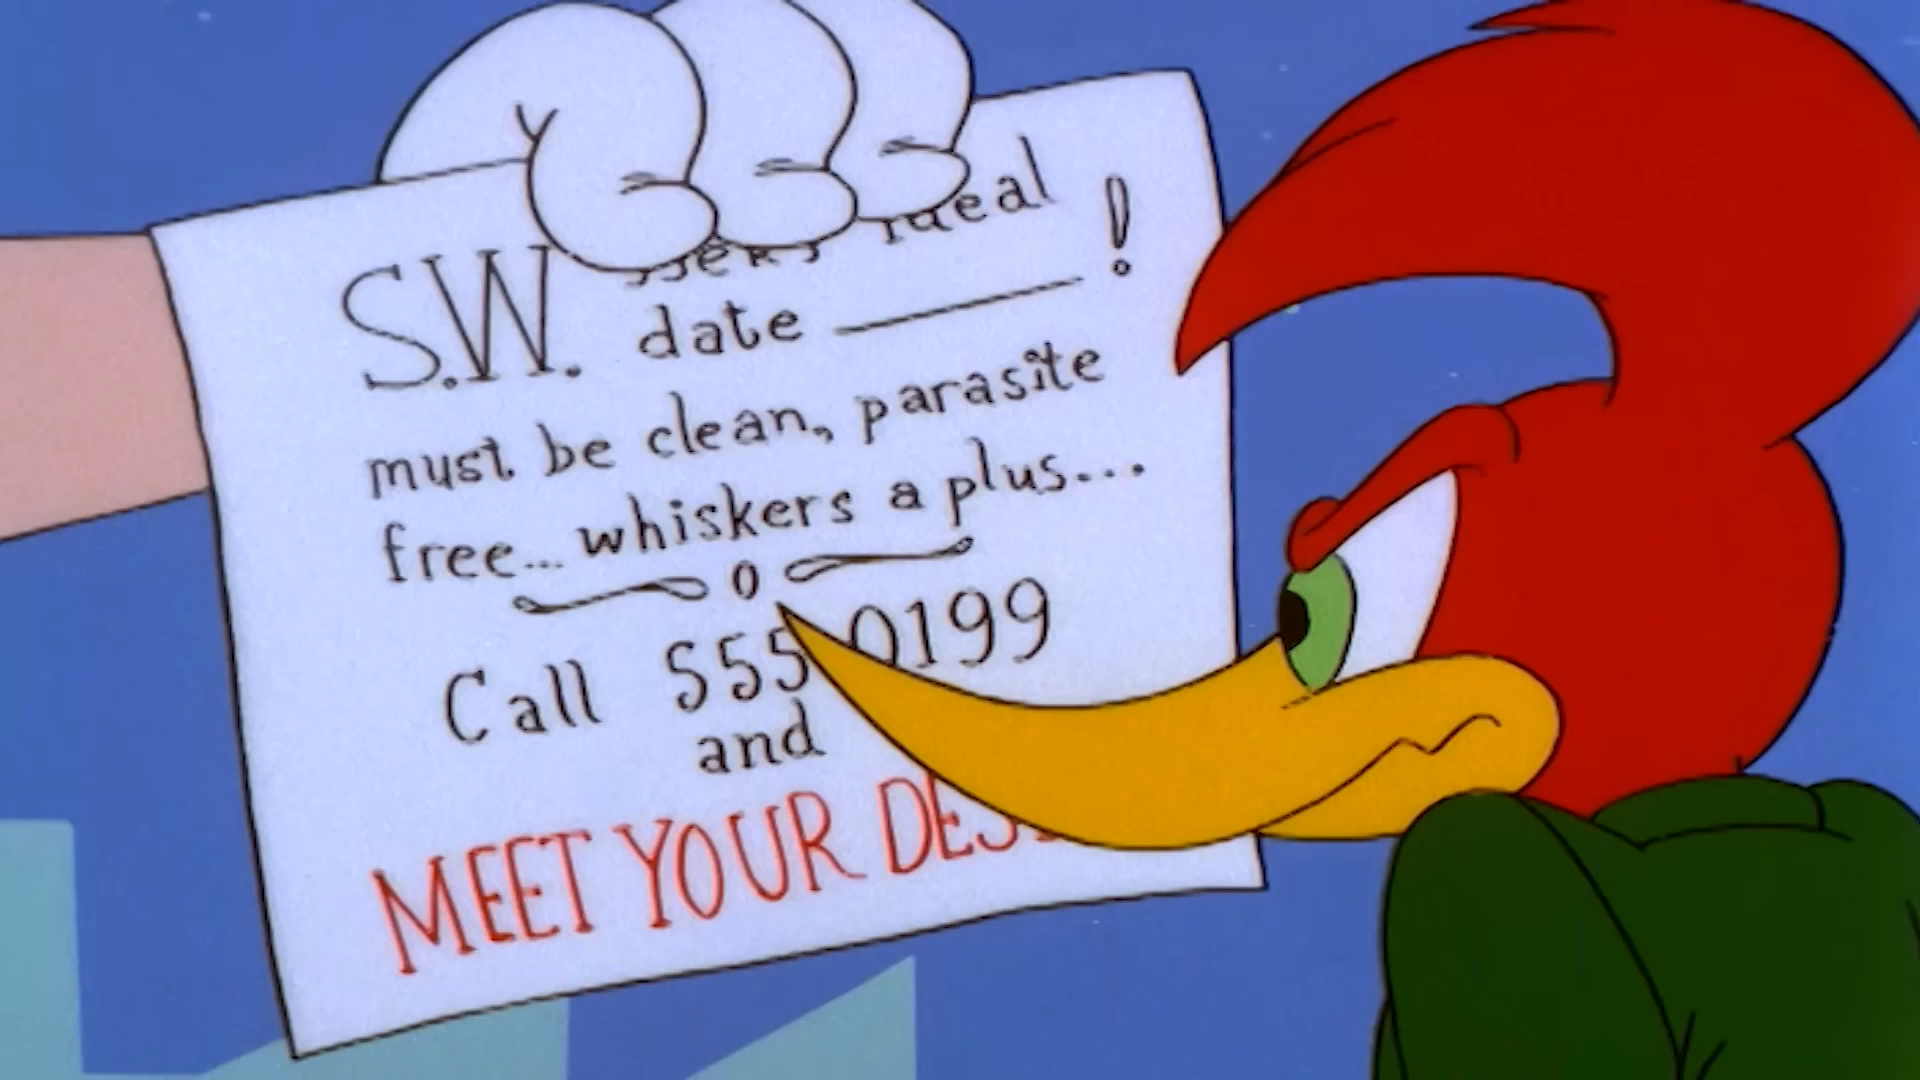 S.W. ideal
date !
must be clean, parasite
free... whiskers a plus...
Call 555 0199
and
MEET YOUR